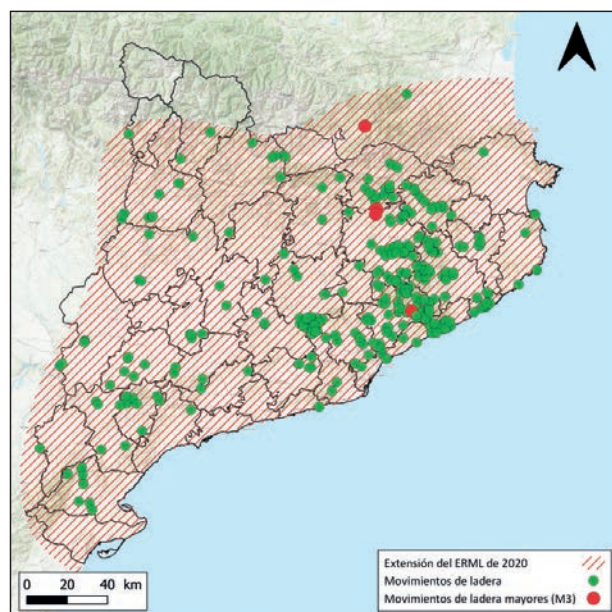 0 20 40 km
Extensión del ERML de 2020
Movimientos de ladera
Movimientos de ladera mayores (M3)